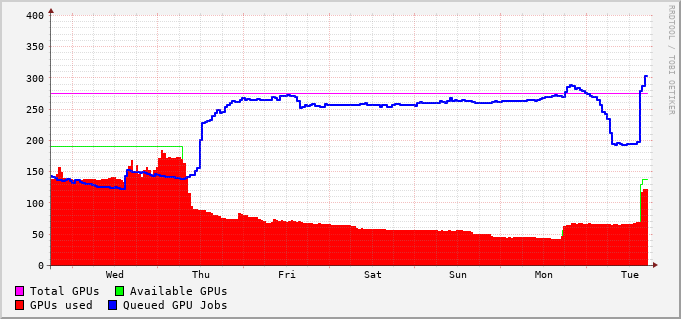 400
350
300
250
200
150
100
50
0
Wed Thu Fri Sat Sun Mon Tue
Total GPUs Available GPUs
GPUs used Queued GPU Jobs
RRDTOOL / TOBI OETIKER